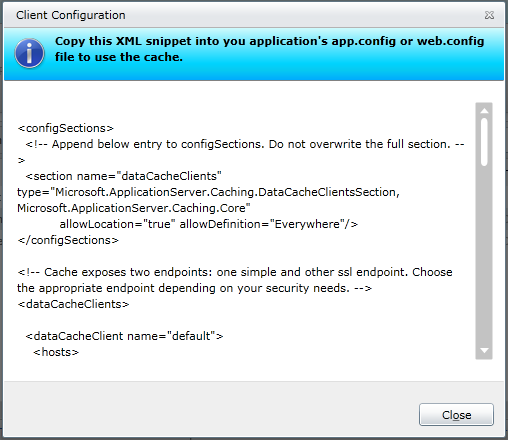 Client Configuration
Copy this XML snippet into you application's app.config or web.config
file to use the cache.
<configSections>
<!-- Append below entry to configSections. Do not overwrite the full section. --
>
<section name="dataCacheClients"
type="Microsoft.ApplicationServer.Caching.DataCacheClientsSection,
Microsoft.ApplicationServer.Caching.Core"
allowLocation="true" allowDefinition="Everywhere"/>
</configSections>
<!-- Cache exposes two endpoints: one simple and other ssl endpoint. Choose
the appropriate endpoint depending on your security needs. -->
<dataCacheClients>
<dataCacheClient name="default">
<hosts>
Close